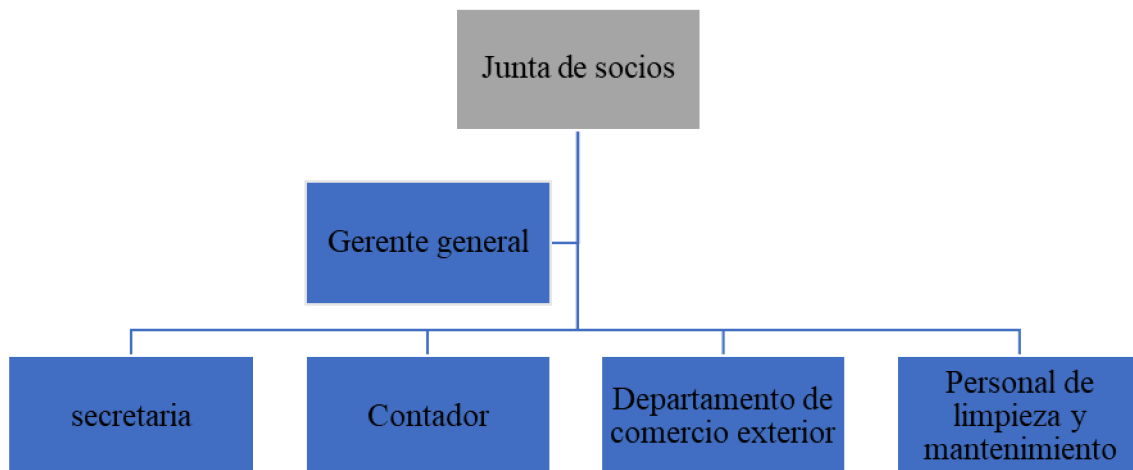 Junta de socios
Gerente general
secretaria
Contador
Departamento de
comercio exterior
Personal de
limpieza y
mantenimiento